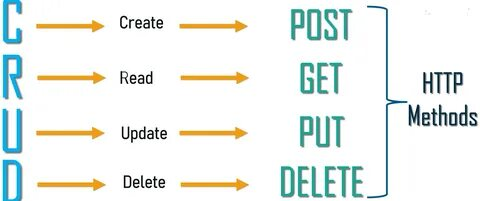 C Create POST
R Read GET
U Update PUT
D Delete DELETE
HTTP
Methods